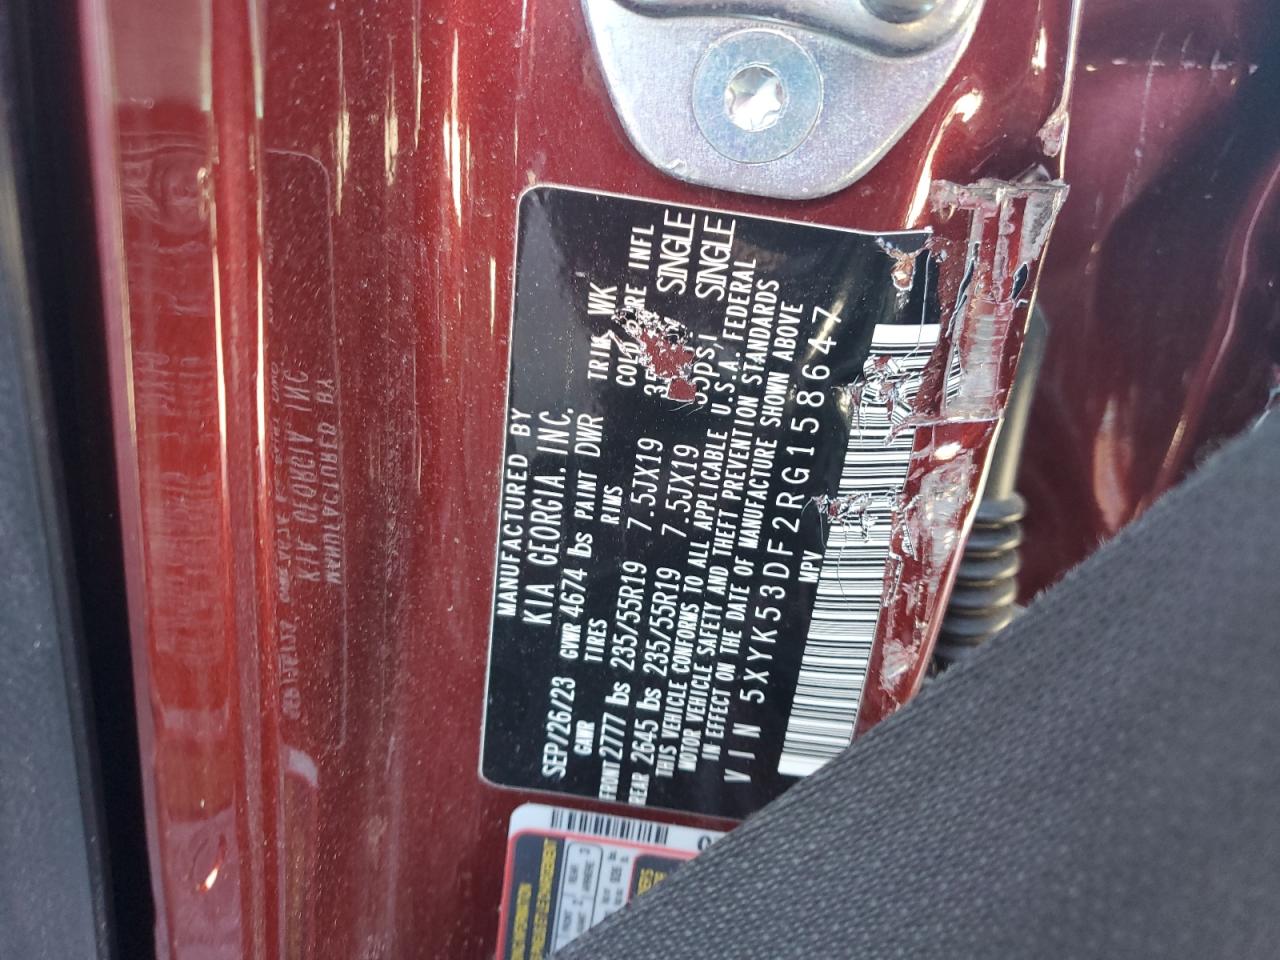 MANUFACTURED BY
KIA GEORGIA. INC.
SEP/26/23 GVWR 4674 lbs PAINT DWR TRIM WK
GAWR TIRES RIMS COLD INFL
FRONT 2777 lbs 235/55R19 7.5JX19 SINGLE
REAR 2645 lbs 235/55R19 7.5JX19 SINGLE
THIS VEHICLE CONFORMS TO ALL APPLICABLE U.S.A. FEDERAL
MOTOR VEHICLE SAFETY AND THEFT PREVENTION STANDARDS
IN EFFECT ON THE DATE OF MANUFACTURE SHOWN ABOVE
VIN 5XYK53DF2RG158647
MPV